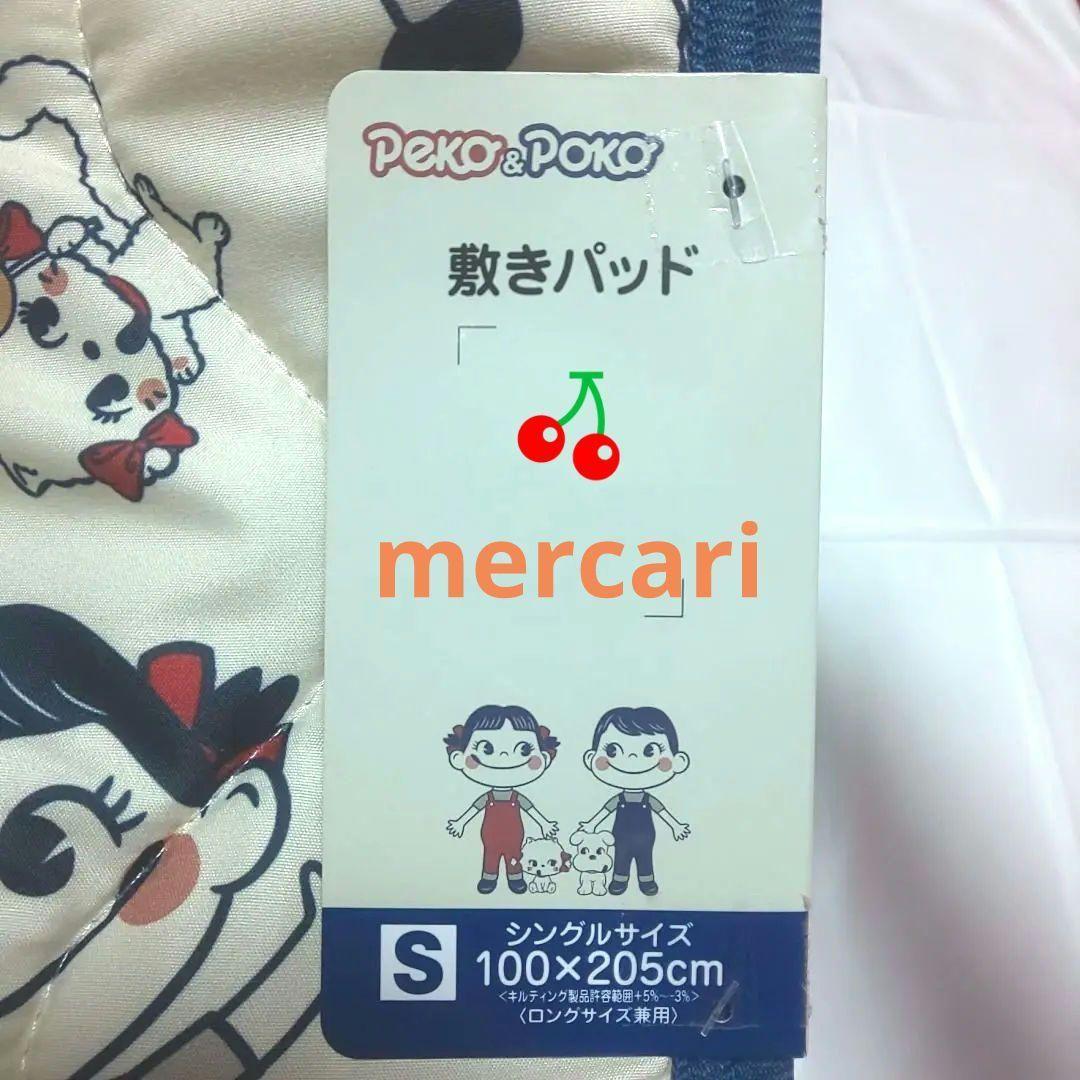 Peko&Poko
敷きパッド
mercari
S
シングルサイズ
100×205cm
<キルティング製品許容範囲+5%~-3%>
〈ロングサイズ兼用〉